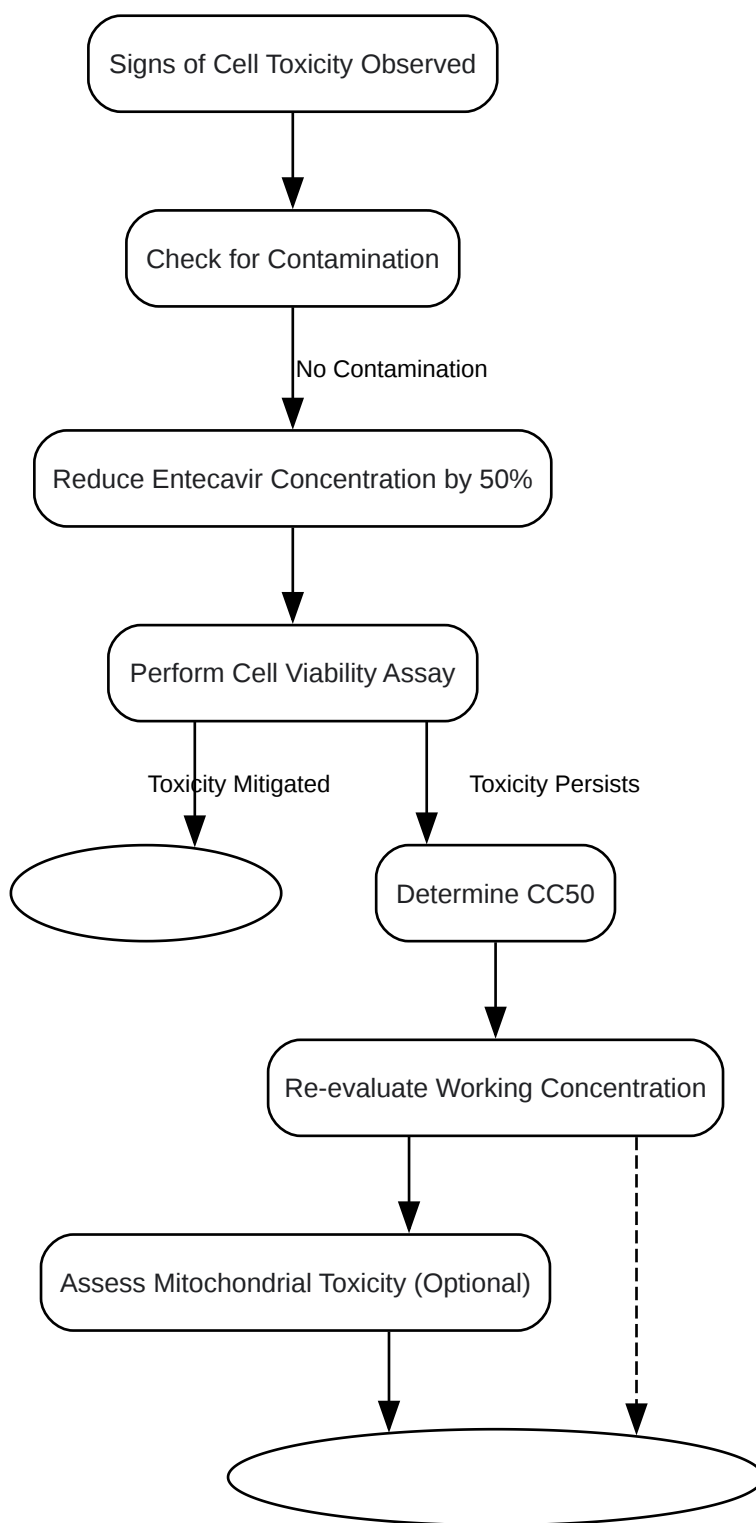 Signs of Cell Toxicity Observed
Check for Contamination
No Contamination
Reduce Entecavir Concentration by 50%
Perform Cell Viability Assay
Toxicity Mitigated
Toxicity Persists
Determine CC50
Re-evaluate Working Concentration
Assess Mitochondrial Toxicity (Optional)